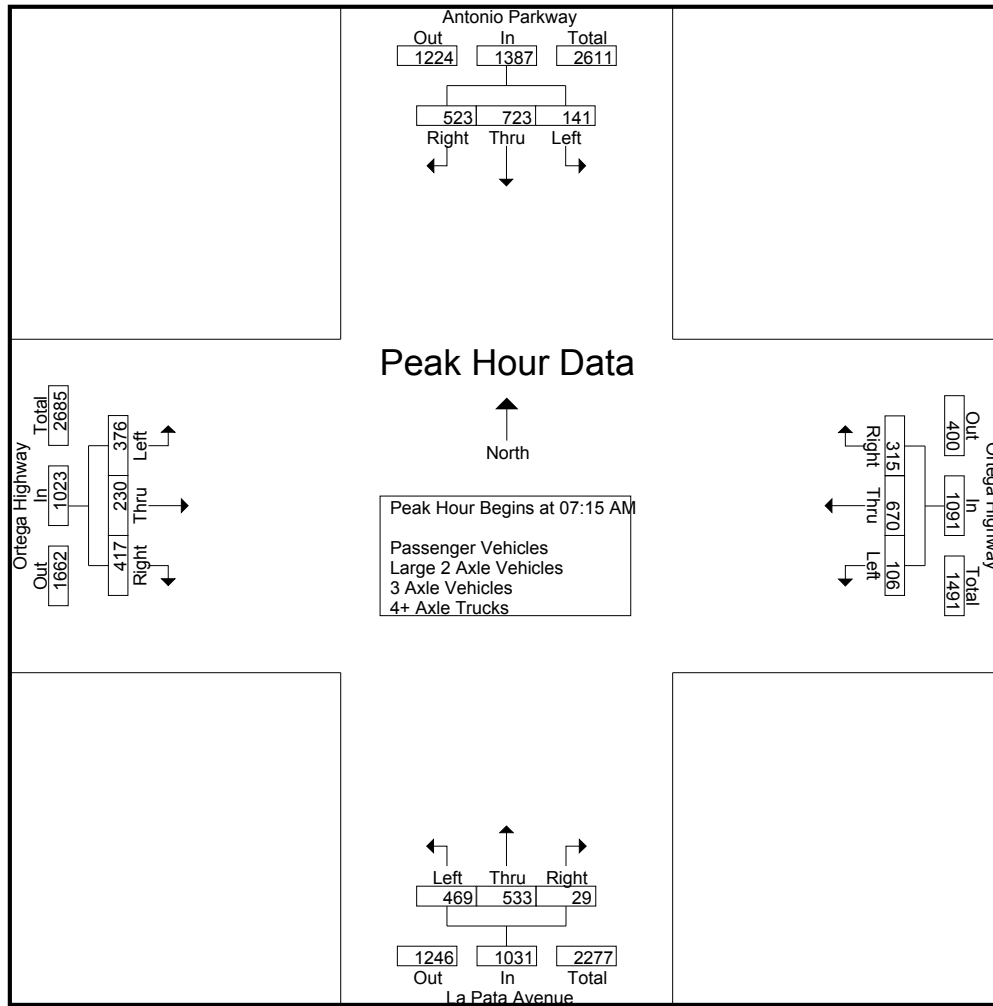 Antonio Parkway
Out In Total
1224 1387 2611
523 723 141
Right Thru Left
Peak Hour Data
North
Peak Hour Begins at 07:15 AM
Passenger Vehicles
Large 2 Axle Vehicles
3 Axle Vehicles
4+ Axle Trucks
Ortega Highway
Out In Total
1662 1023 2685
417 230 376
Right Thru Left
Ortega Highway
Out In Total
400 1091 1491
315 670 106
Right Thru Left
Left Thru Right
469 533 29
1246 1031 2277
Out In Total
La Pata Avenue